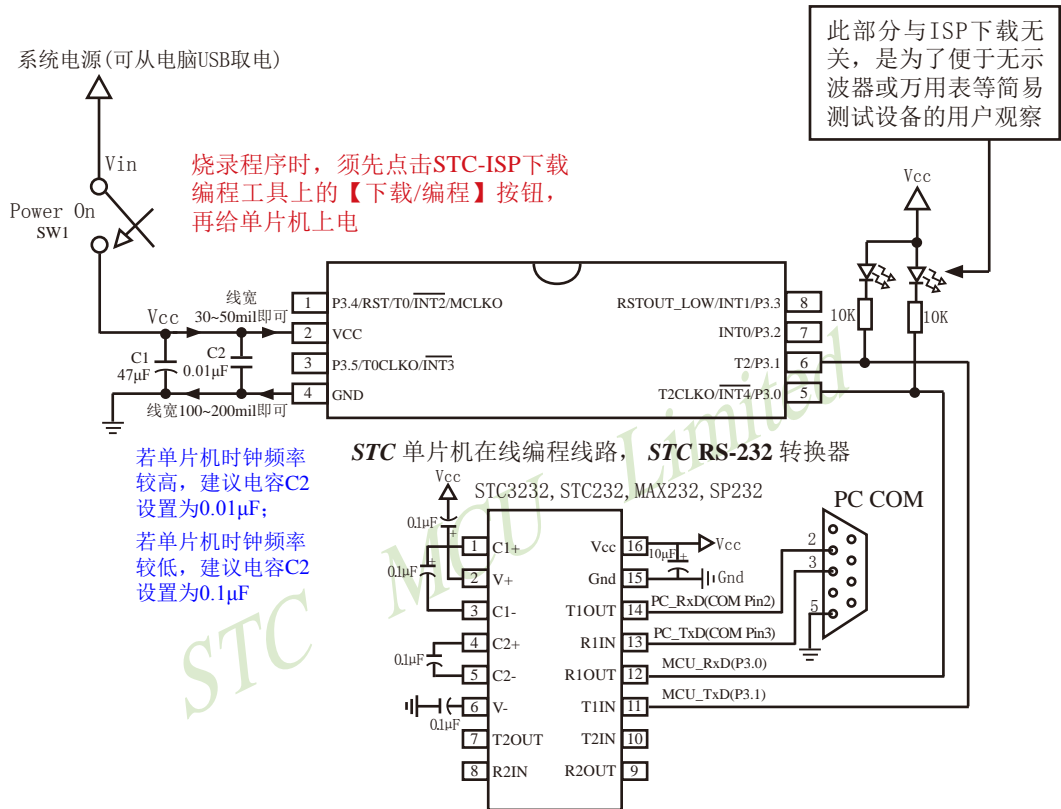 系统电源(可从电脑USB取电)
此部分与ISP下载无
关，是为了便于无示
波器或万用表等简易
测试设备的用户观察
Vin
Power On
SW1
烧录程序时，须先点击STC-ISP下载
编程工具上的【下载/编程】按钮，
再给单片机上电
Vcc
10K
10K
线宽
30~50mil即可
Vcc
C1
47μF
C2
0.01μF
线宽100~200mil即可
1 P3.4/RST/T0/INT2/MCLKO
2 VCC
3 P3.5/T0CLKO/INT3
4 GND
RSTOUT_LOW/INT1/P3.3 8
INT0/P3.2 7
T2/P3.1 6
T2CLKO/INT4/P3.0 5
若单片机时钟频率
较高，建议电容C2
设置为0.01μF；
若单片机时钟频率
较低，建议电容C2
设置为0.1μF
STC 单片机在线编程线路， STC RS-232 转换器
STC3232,STC232,MAX232,SP232
Vcc
0.1μF
+
0.1μF
+
0.1μF
0.1μF
1 C1+
2 V+
3 C1-
4 C2+
5 C2-
6 V-
7 T2OUT
8 R2IN
Vcc 16
Gnd 15
T1OUT 14
R1IN 13
R1OUT 12
T1IN 11
T2IN 10
R2OUT 9
10μF
+
Vcc
Gnd
PC_RxD(COM Pin2)
PC_TxD(COM Pin3)
MCU_RxD(P3.0)
MCU_TxD(P3.1)
PC COM
2
3
5
STC MCU Limited